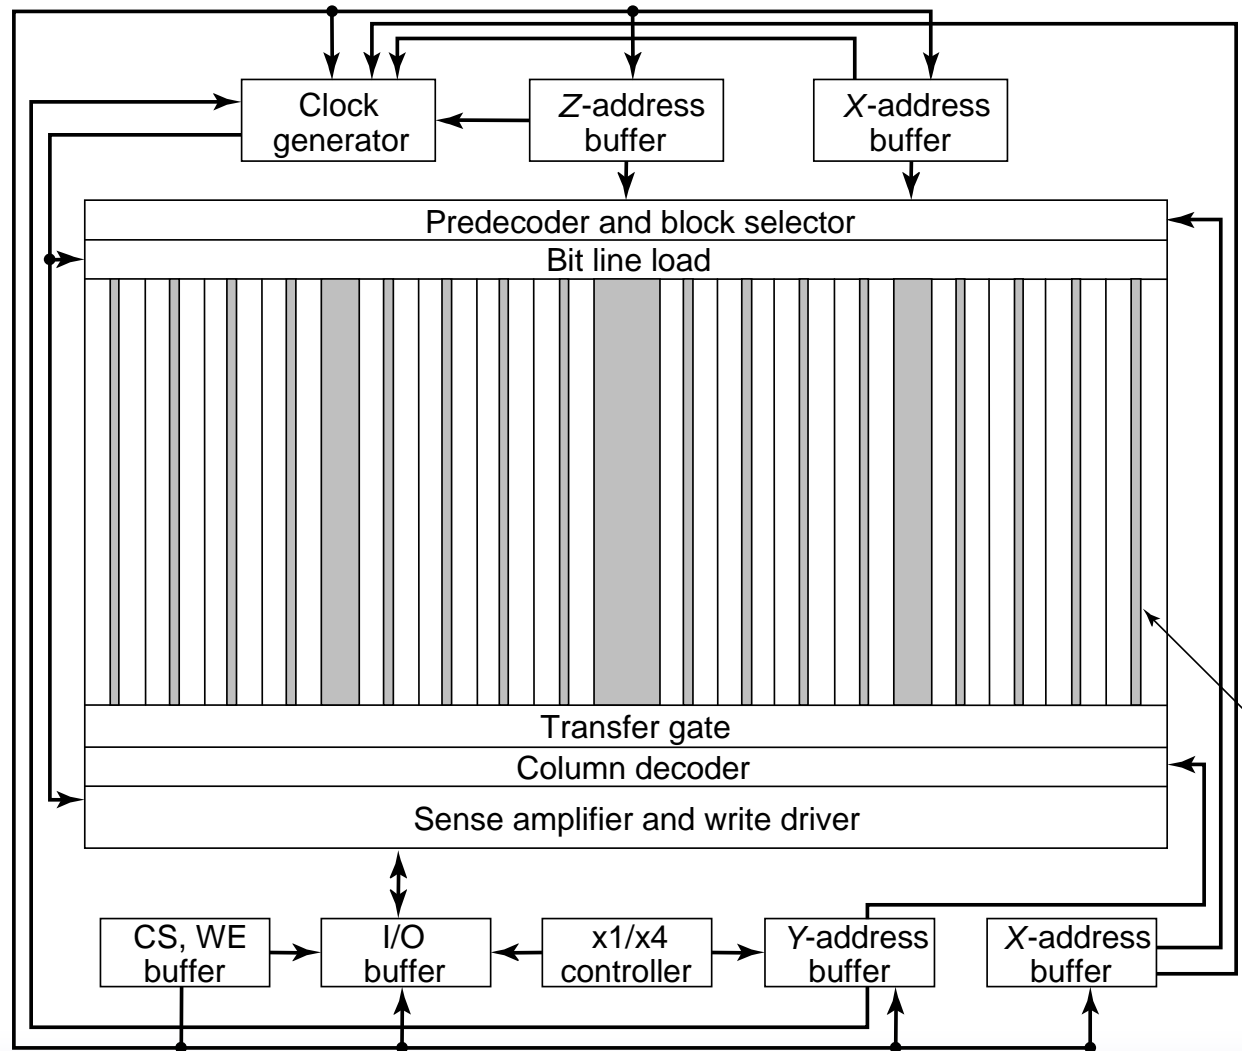 Clock
generator
Z-address
buffer
X-address
buffer
Predecoder and block selector
Bit line load
Transfer gate
Column decoder
Sense amplifier and write driver
CS, WE
buffer
I/O
buffer
x1/x4
controller
Y-address
buffer
X-address
buffer